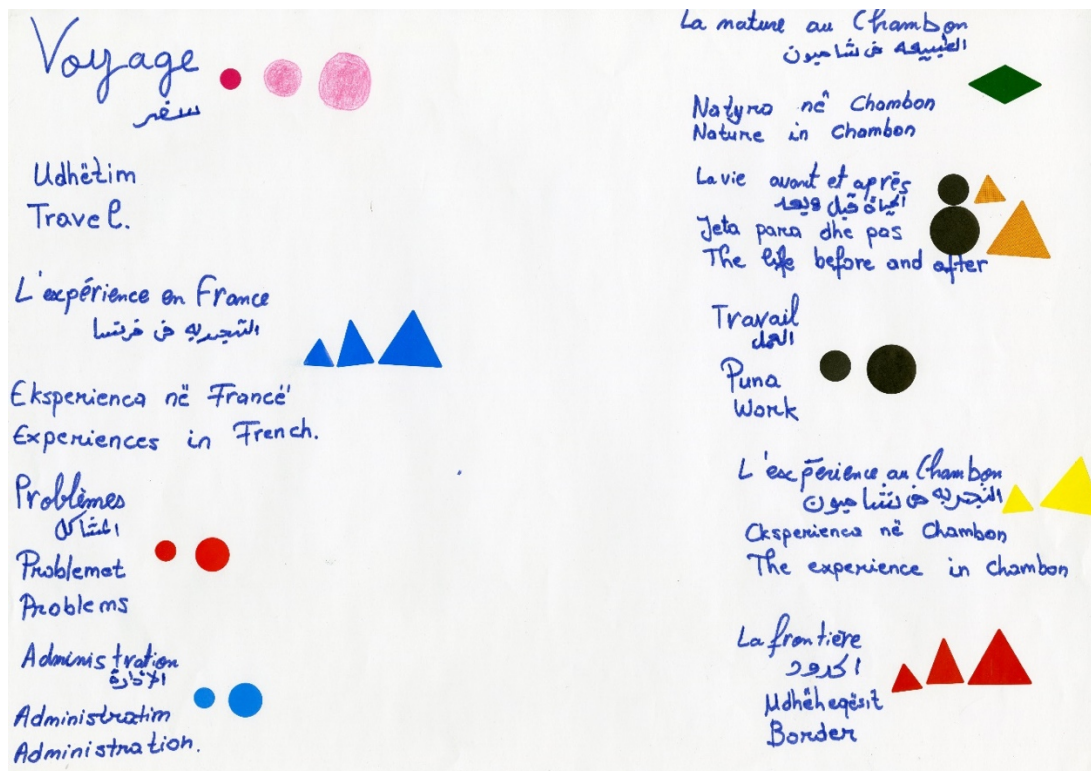 Voyage
سفر
Udhëtim
Travel.
L'expérience en France
التجربه في فرنسا
Eksperienca në Francë
Experiences in French.
Problèmes
المشاكل
Problemet
Problems
Administration
الإدارة
Administratim
Administration.
La nature au Chambon
الطبيعه في شامبون
Natyra në Chambon
Nature in Chambon
La vie avant et après
الحياة قبل وبعد
Jeta para dhe pas
The life before and after
Travail
العمل
Puna
Work
L'expérience au Chambon
التجربه في تشامبون
Eksperienca në Chambon
The experience in Chambon
La frontière
الحدود
Udhëheqësit
Border